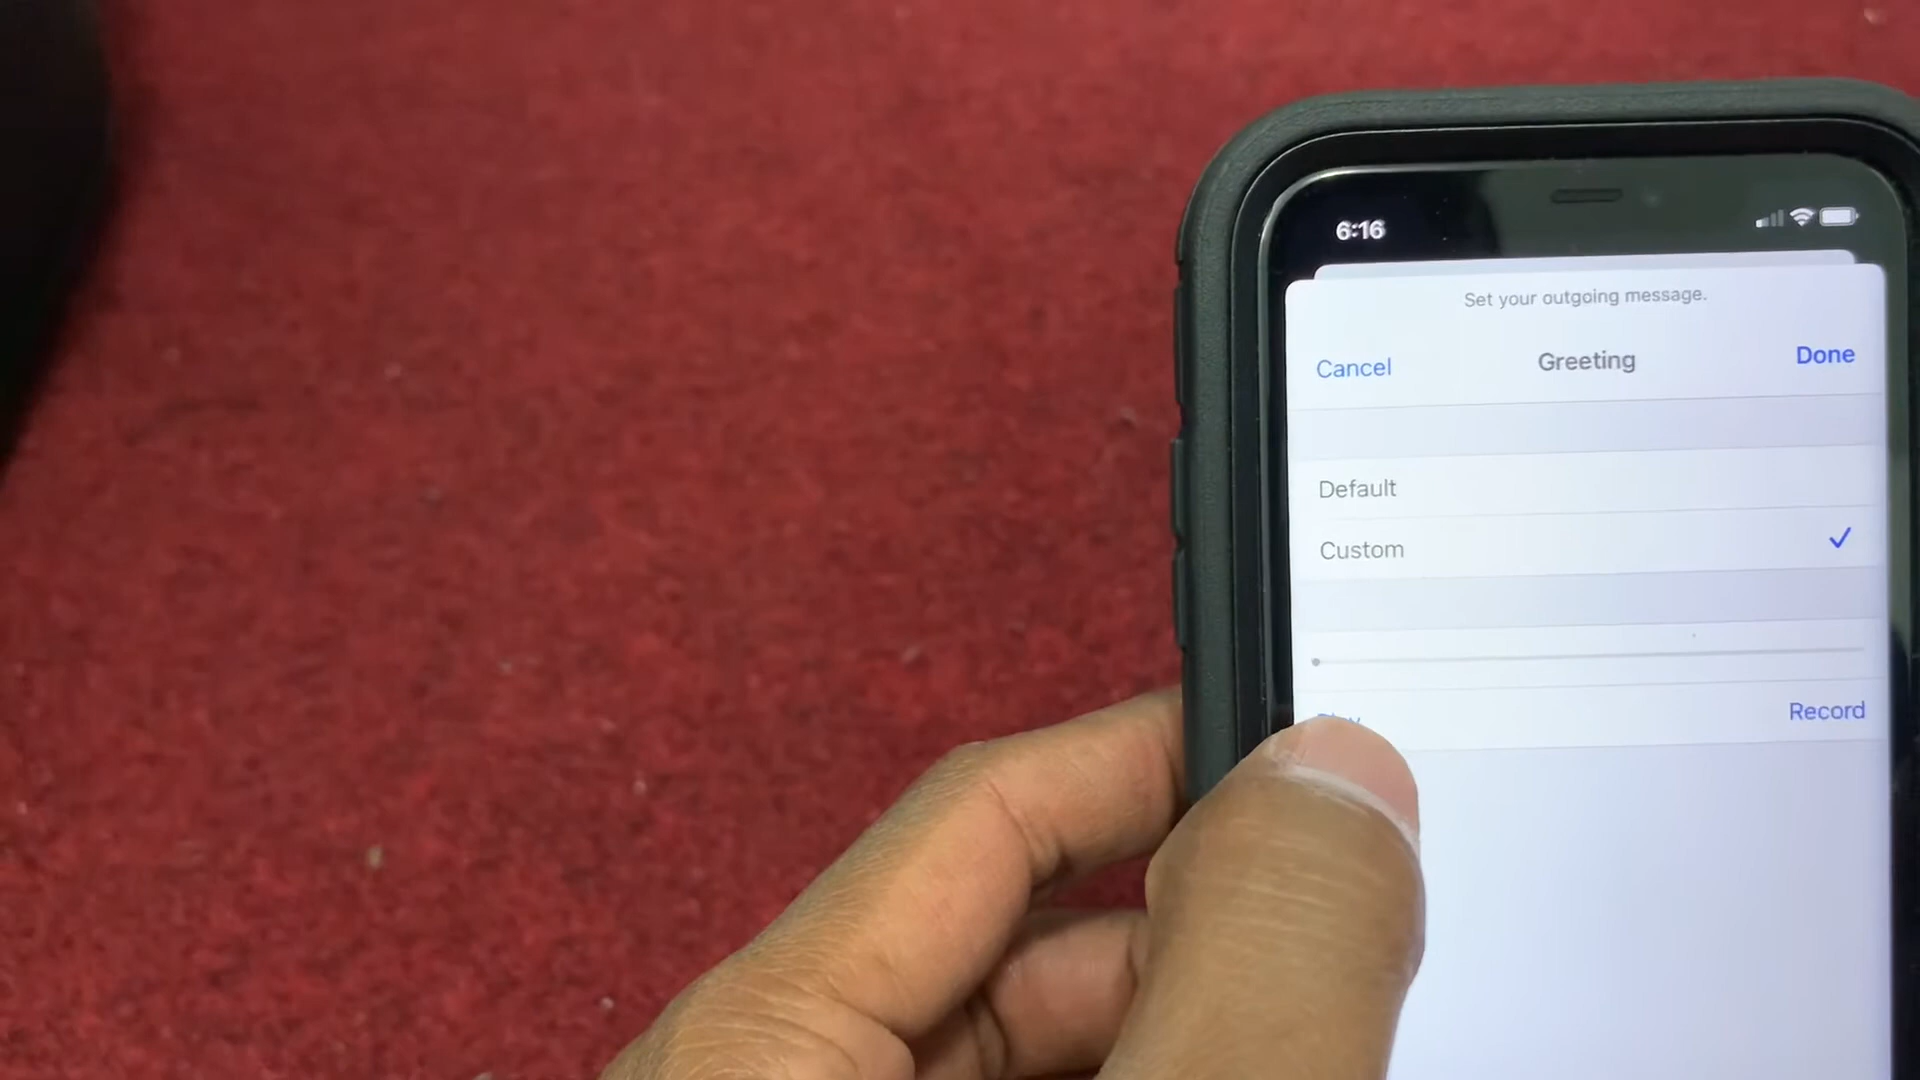 6:16
Set your outgoing message.
Cancel Greeting Done
Default
Custom
Record